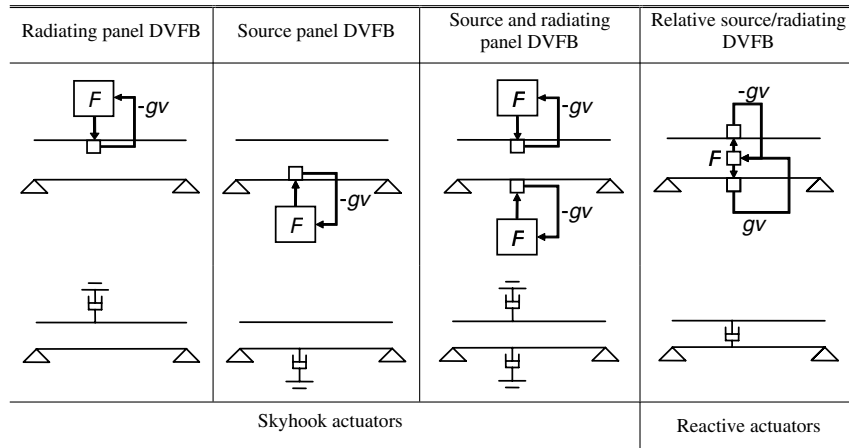 Radiating panel DVFB
Source panel DVFB
Source and radiating
panel DVFB
Relative source/radiating
DVFB
F
-gv
F
-gv
F
-gv
F
-gv
-gv
F
gv
Skyhook actuators
Reactive actuators